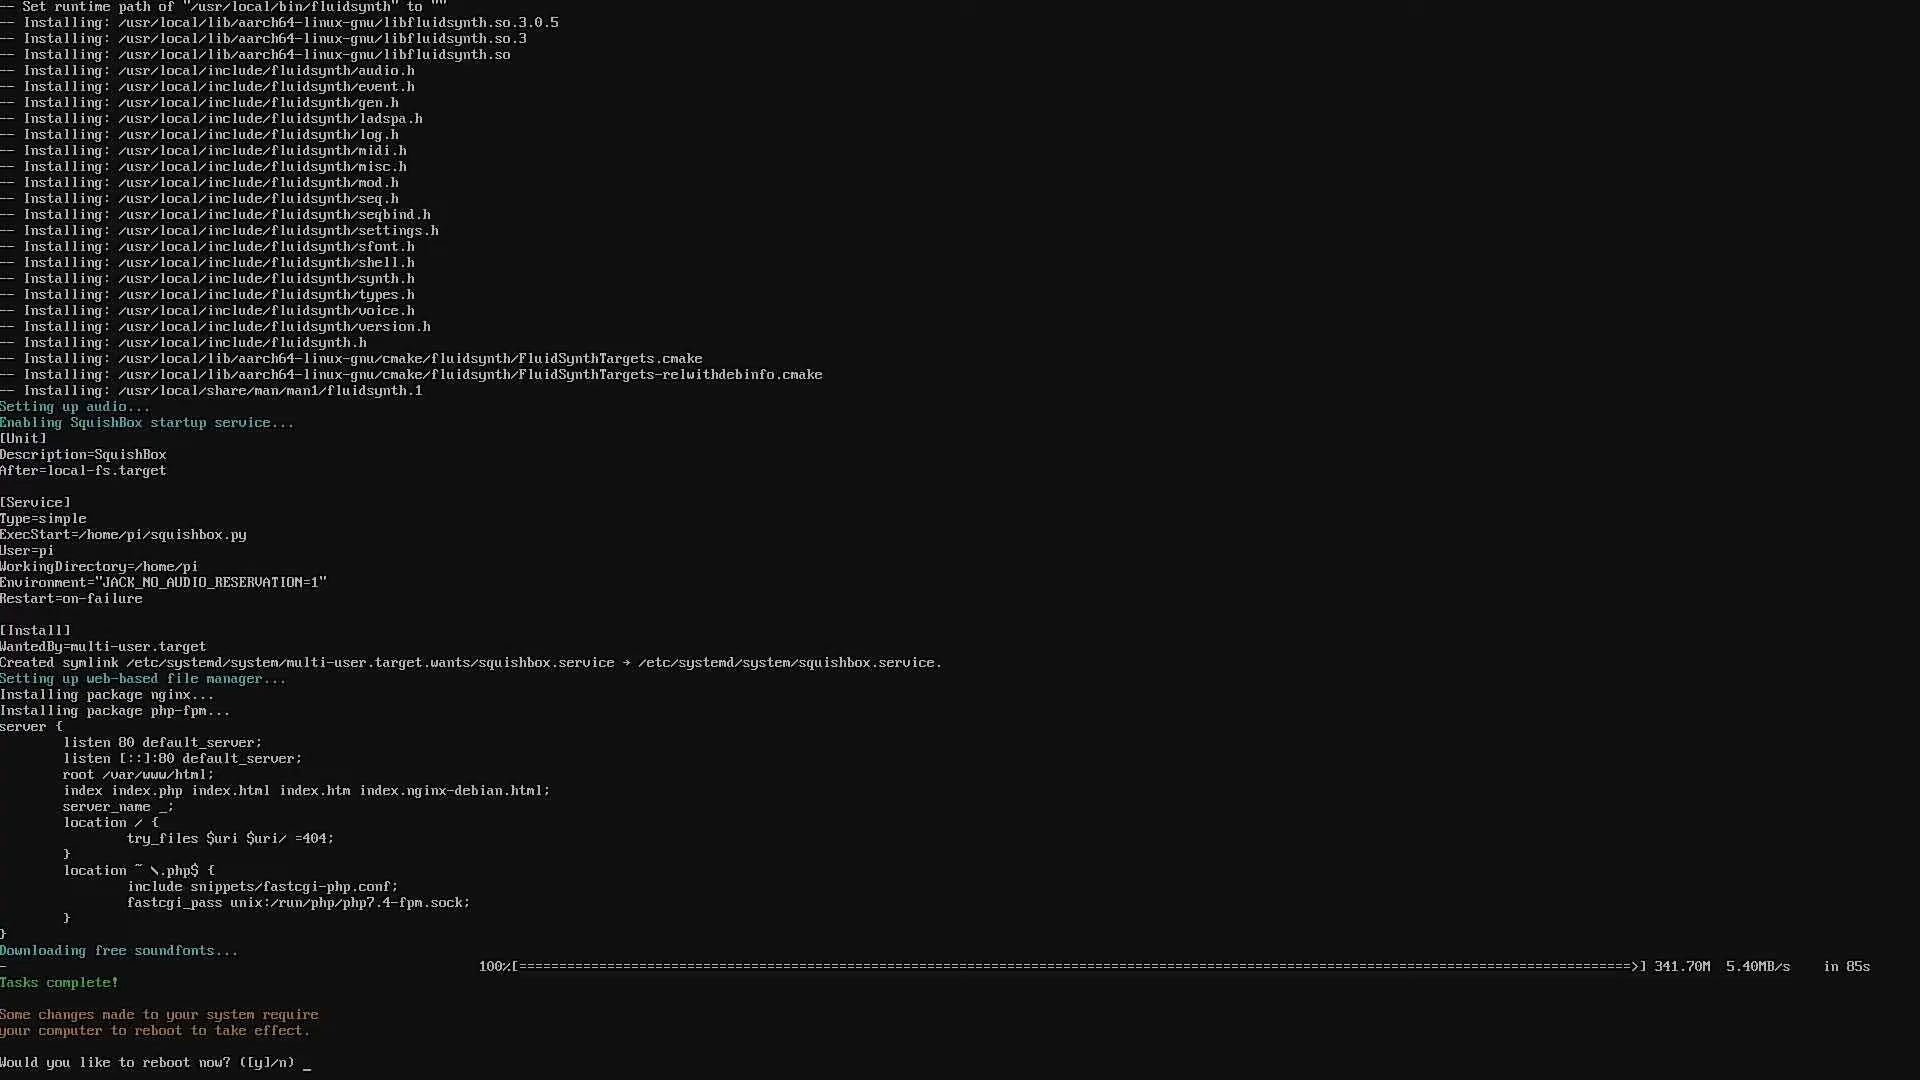 -- Set runtime path of "/usr/local/bin/fluidsynth" to ""
-- Installing: /usr/local/lib/aarch64-linux-gnu/libfluidsynth.so.3.0.5
-- Installing: /usr/local/lib/aarch64-linux-gnu/libfluidsynth.so.3
-- Installing: /usr/local/lib/aarch64-linux-gnu/libfluidsynth.so
-- Installing: /usr/local/include/fluidsynth/audio.h
-- Installing: /usr/local/include/fluidsynth/event.h
-- Installing: /usr/local/include/fluidsynth/gen.h
-- Installing: /usr/local/include/fluidsynth/ladspa.h
-- Installing: /usr/local/include/fluidsynth/log.h
-- Installing: /usr/local/include/fluidsynth/midi.h
-- Installing: /usr/local/include/fluidsynth/misc.h
-- Installing: /usr/local/include/fluidsynth/mod.h
-- Installing: /usr/local/include/fluidsynth/seq.h
-- Installing: /usr/local/include/fluidsynth/seqbind.h
-- Installing: /usr/local/include/fluidsynth/settings.h
-- Installing: /usr/local/include/fluidsynth/sfont.h
-- Installing: /usr/local/include/fluidsynth/shell.h
-- Installing: /usr/local/include/fluidsynth/synth.h
-- Installing: /usr/local/include/fluidsynth/types.h
-- Installing: /usr/local/include/fluidsynth/voice.h
-- Installing: /usr/local/include/fluidsynth/version.h
-- Installing: /usr/local/include/fluidsynth.h
-- Installing: /usr/local/lib/aarch64-linux-gnu/cmake/fluidsynth/FluidSynthTargets.cmake
-- Installing: /usr/local/lib/aarch64-linux-gnu/cmake/fluidsynth/FluidSynthTargets-relwithdebinfo.cmake
-- Installing: /usr/local/share/man/man1/fluidsynth.1
Setting up audio...
Enabling SquishBox startup service...
[Unit]
Description=SquishBox
After=local-fs.target

[Service]
Type=simple
ExecStart=/home/pi/squishbox.py
User=pi
WorkingDirectory=/home/pi
Environment="JACK_NO_AUDIO_RESERVATION=1"
Restart=on-failure

[Install]
WantedBy=multi-user.target
Created symlink /etc/systemd/system/multi-user.target.wants/squishbox.service → /etc/systemd/system/squishbox.service.
Setting up web-based file manager...
Installing package nginx...
Installing package php-fpm...
server {
        listen 80 default_server;
        listen [::]:80 default_server;
        root /var/www/html;
        index index.php index.html index.htm index.nginx-debian.html;
        server_name _;
        location / {
                try_files $uri $uri/ =404;
        }
        location ~ \.php$ {
                include snippets/fastcgi-php.conf;
                fastcgi_pass unix:/run/php/php7.4-fpm.sock;
        }
}
Downloading free soundfonts...
- 100%[===========================================================================================================================================>] 341.70M 5.40MB/s in 85s
Tasks complete!

Some changes made to your system require
your computer to reboot to take effect.

Would you like to reboot now? ([y]/n) _